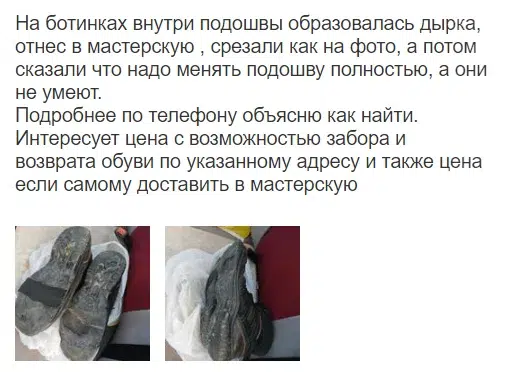 На ботинках внутри подошвы образовалась дырка,
отнес в мастерскую , срезали как на фото, а потом
сказали что надо менять подошву полностью, а они
не умеют.
Подробнее по телефону объясню как найти.
Интересует цена с возможностью забора и
возврата обуви по указанному адресу и также цена
если самому доставить в мастерскую